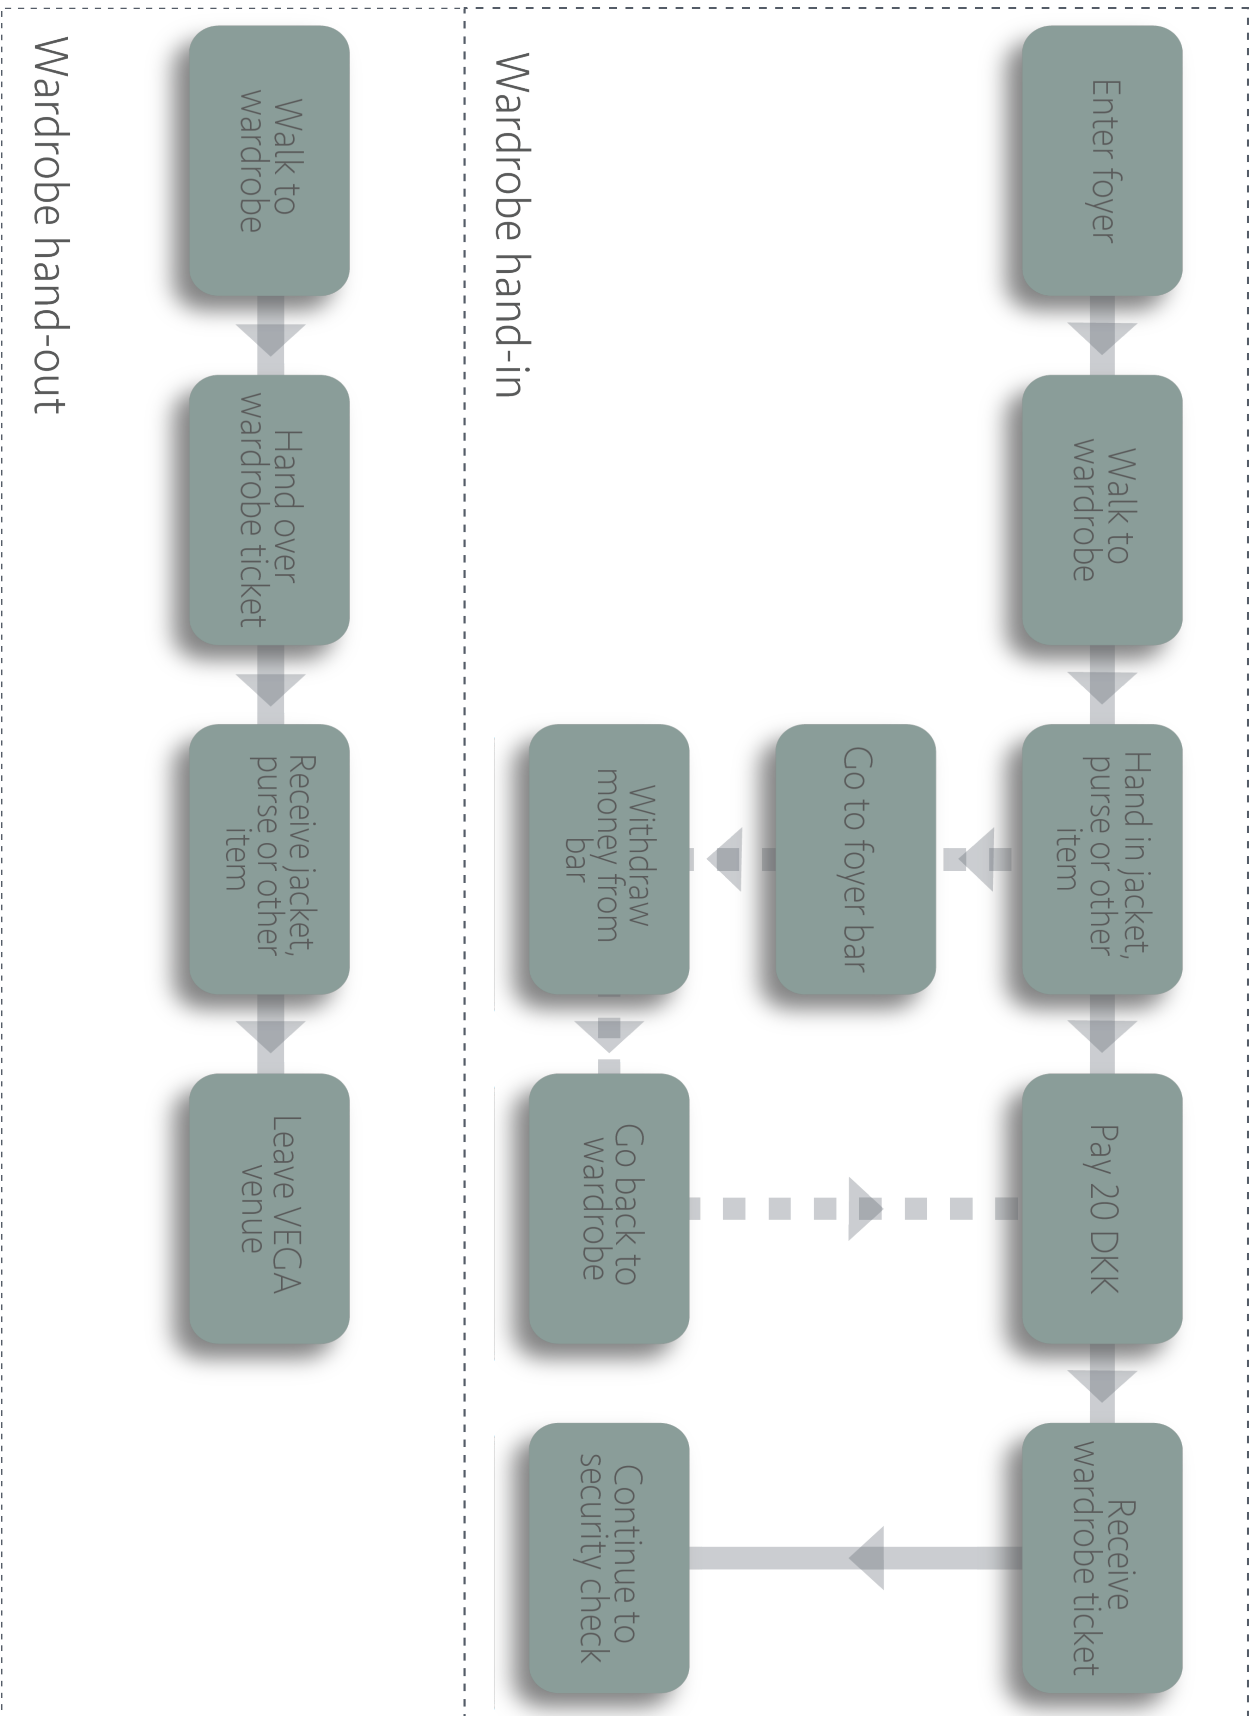 Enter foyer
Walk to
wardrobe
Hand in jacket,
purse or other
item
Pay 20 DKK
Receive
wardrobe ticket
Go to foyer bar
Withdraw
money from
bar
Go back to
wardrobe
Continue to
security check
Wardrobe hand-in
Walk to
wardrobe
Hand over
wardrobe ticket
Receive jacket,
purse or other
item
Leave VEGA
venue
Wardrobe hand-out